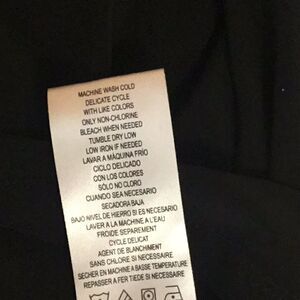 MACHINE WASH COLD
DELICATE CYCLE
WITH LIKE COLORS
ONLY NON-CHLORINE
BLEACH WHEN NEEDED
TUMBLE DRY LOW
LOW IRON IF NEEDED
LAVAR A MÁQUINA FRÍO
CICLO DELICADO
CON LOS COLORES
SÓLO NO CLORO
CUANDO SEA NECESARIO
SECADORA BAJA
BAJO NIVEL DE HIERRO SI ES NECESARIO
LAVER A LA MACHINE A L'EAU
FROIDE SEPAREMENT
CYCLE DELICAT
AGENT DE BLANCHIMENT
SANS CHLORE SI NECESSAIRE
SECHER EN MACHINE A BASSE TEMPERATURE
REPASSER A FER TIEDE SI NECESSAIRE